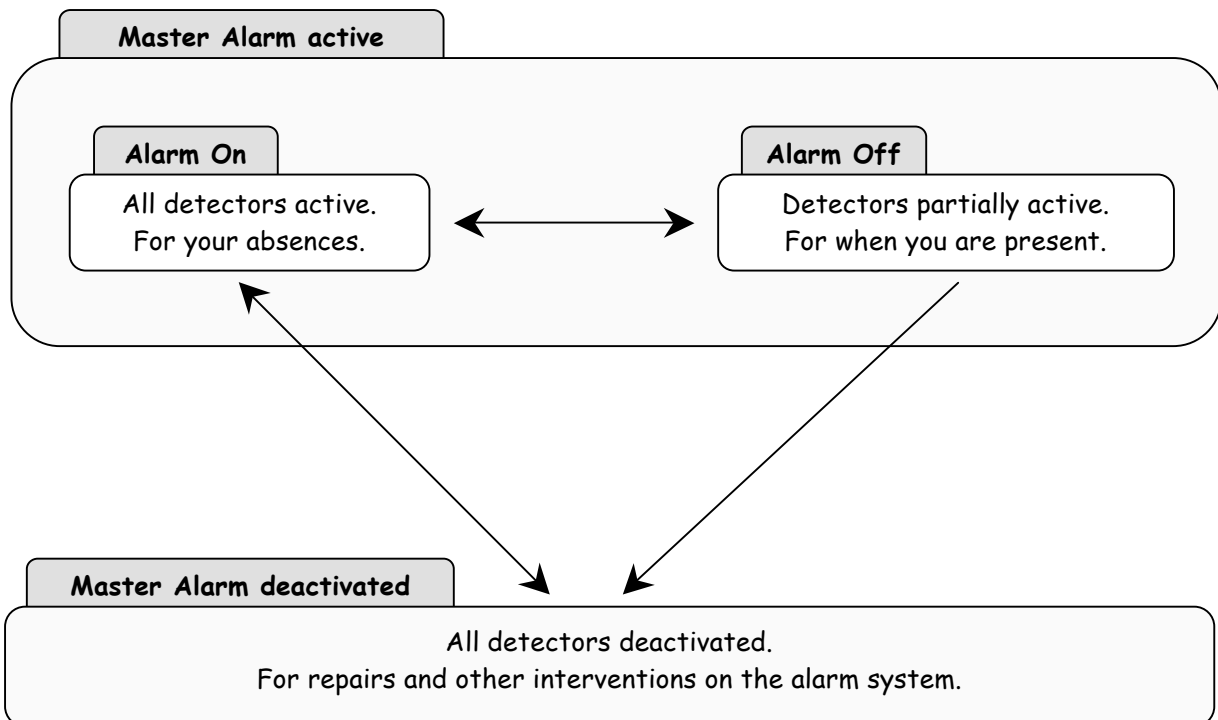 Master Alarm active
Alarm On
All detectors active.
For your absences.
Alarm Off
Detectors partially active.
For when you are present.
Master Alarm deactivated
All detectors deactivated.
For repairs and other interventions on the alarm system.